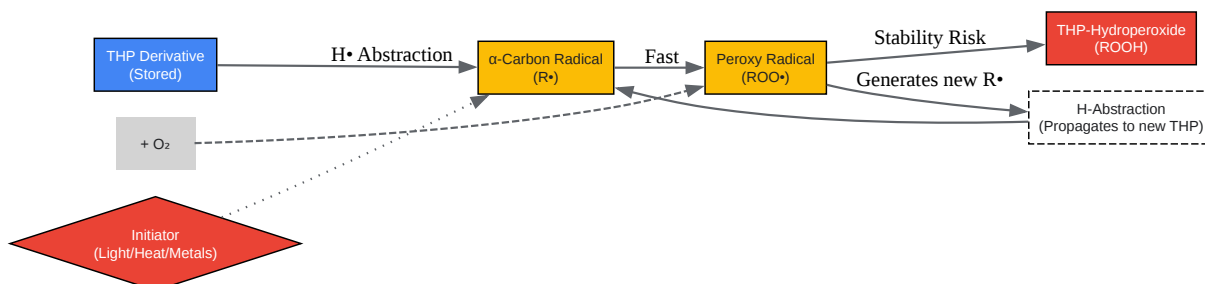 THP Derivative
(Stored)
H• Abstraction
α-Carbon Radical
(R•)
Fast
Peroxy Radical
(ROO•)
Stability Risk
THP-Hydroperoxide
(ROOH)
Generates new R•
H-Abstraction
(Propagates to new THP)
+ O₂
Initiator
(Light/Heat/Metals)